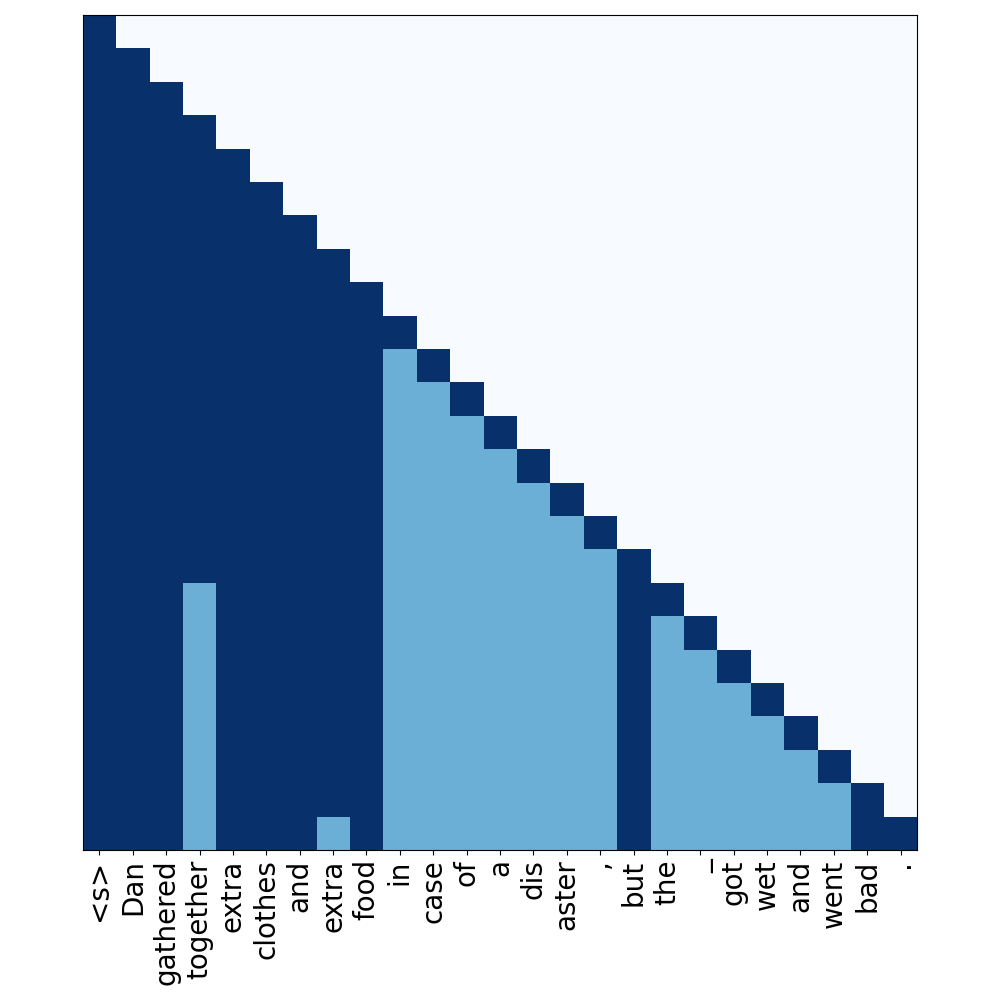 <s> Dan gathered together extra clothes and extra food in case of a dis aster , but the _ got wet and went bad .